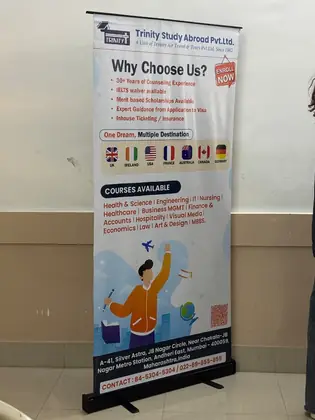 TRINITY
Trinity Study Abroad Pvt.Ltd.
Why Choose Us?
ENROLL
NOW
30+ Years of Counseling Experience
IELTS waiver available
Merit based Scholarships Available
Expert Guidance from Application to Visa
Inhouse Ticketing / Insurance
One Dream, Multiple Destination
UK IRELAND USA FRANCE AUSTRALIA CANADA GERMANY
COURSES AVAILABLE
Health & Science | Engineering | IT | Nursing |
Healthcare | Business MGMT | Finance &
Accounts | Hospitality | Visual Media |
Economics | Law | Art & Design | MBBS.
A-41, Silver Astra, JB Nagar Circle, Near Chakala-JB
Nagar Metro Station, Andheri East, Mumbai - 400059.
Maharashtra, India